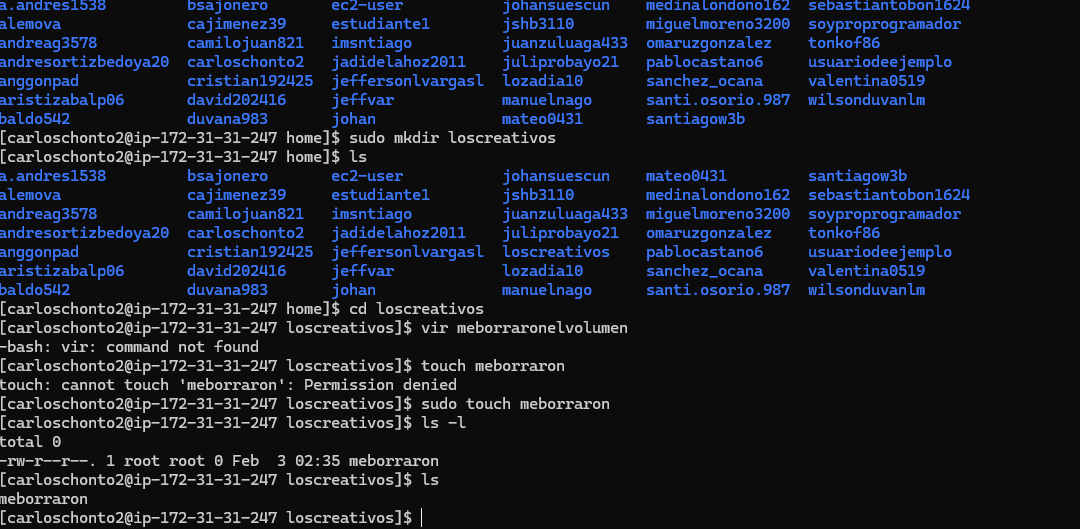 a.andres1538 bsajonero ec2-user johansuescun medinalondono162 sebastiantobon1624
alemova cajimenez39 estudiante1 jshb3110 miguelmoreno3200 soyproprogramador
andreag3578 camilojuan821 imsntiago juanzuluaga433 omaruzgonzalez tonkof86
andresortizbedoya20 carloschonto2 jadidelahoz2011 juliprobayo21 pablocastano6 usuariodeejemplo
anggonpad cristian192425 jeffersonlvargasl lozadia10 sanchez_ocana valentina0519
aristizabalp06 david202416 jeffvar manuelnago santi.osorio.987 wilsonduvanlm
baldo542 duvana983 johan mateo0431 santiagow3b
[carloschonto2@ip-172-31-31-247 home]$ sudo mkdir loscreativos
[carloschonto2@ip-172-31-31-247 home]$ ls
a.andres1538 bsajonero ec2-user johansuescun mateo0431 santiagow3b
alemova cajimenez39 estudiante1 jshb3110 medinalondono162 sebastiantobon1624
andreag3578 camilojuan821 imsntiago juanzuluaga433 miguelmoreno3200 soyproprogramador
andresortizbedoya20 carloschonto2 jadidelahoz2011 juliprobayo21 omaruzgonzalez tonkof86
anggonpad cristian192425 jeffersonlvargasl loscreativos pablocastano6 usuariodeejemplo
aristizabalp06 david202416 jeffvar lozadia10 sanchez_ocana valentina0519
baldo542 duvana983 johan manuelnago santi.osorio.987 wilsonduvanlm
[carloschonto2@ip-172-31-31-247 home]$ cd loscreativos
[carloschonto2@ip-172-31-31-247 loscreativos]$ vir meborraronelvolumen
-bash: vir: command not found
[carloschonto2@ip-172-31-31-247 loscreativos]$ touch meborraron
touch: cannot touch 'meborraron': Permission denied
[carloschonto2@ip-172-31-31-247 loscreativos]$ sudo touch meborraron
[carloschonto2@ip-172-31-31-247 loscreativos]$ ls -l
total 0
-rw-r--r--. 1 root root 0 Feb  3 02:35 meborraron
[carloschonto2@ip-172-31-31-247 loscreativos]$ ls
meborraron
[carloschonto2@ip-172-31-31-247 loscreativos]$